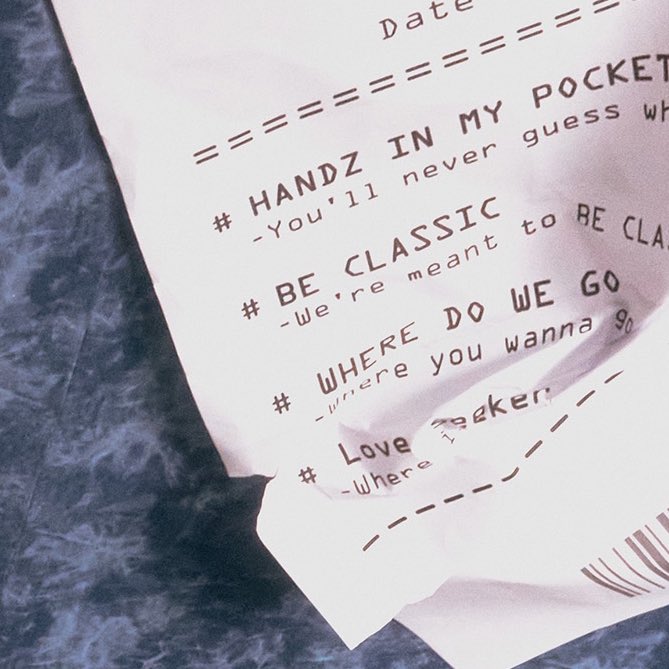 Date
====================
# HANDZ IN MY POCKET
-You'll never guess wh
# BE CLASSIC
-We're meant to BE CLAS
# WHERE DO WE GO
-Where you wanna go
# Love Seeker
-Where i